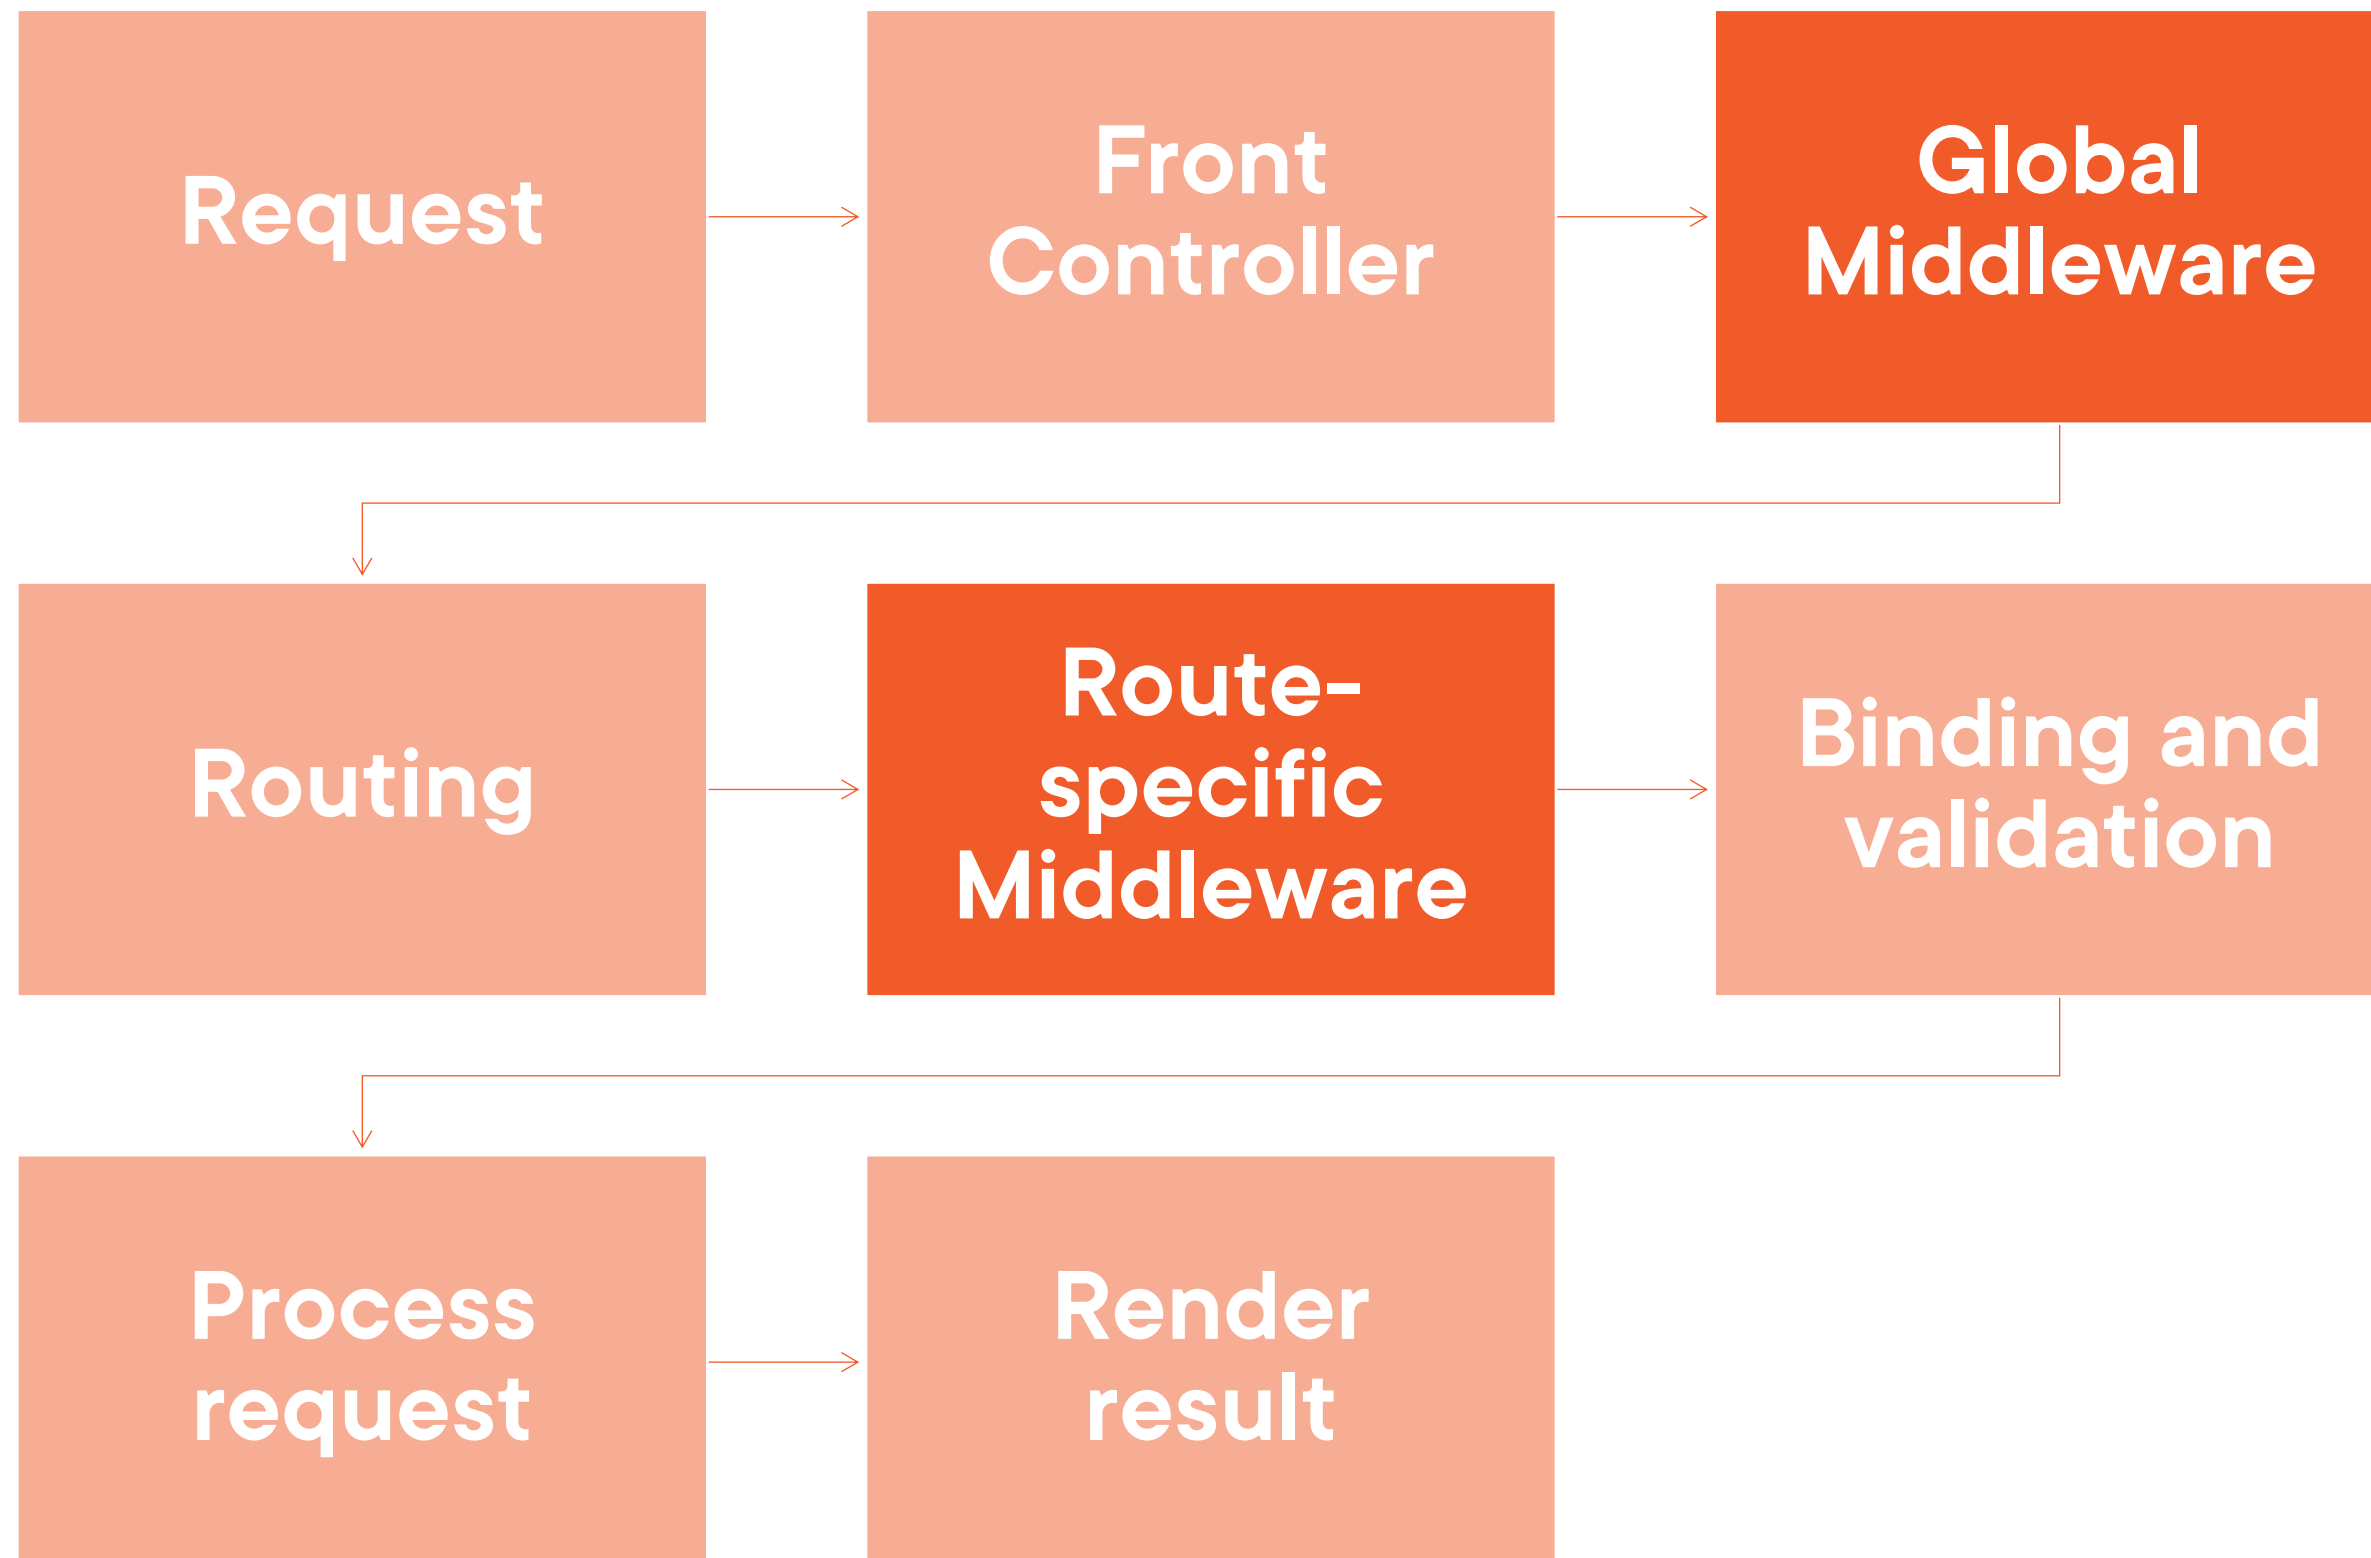 Request
Front
Controller
Global
Middleware
Routing
Route-
specific
Middleware
Binding and
validation
Process
request
Render
result